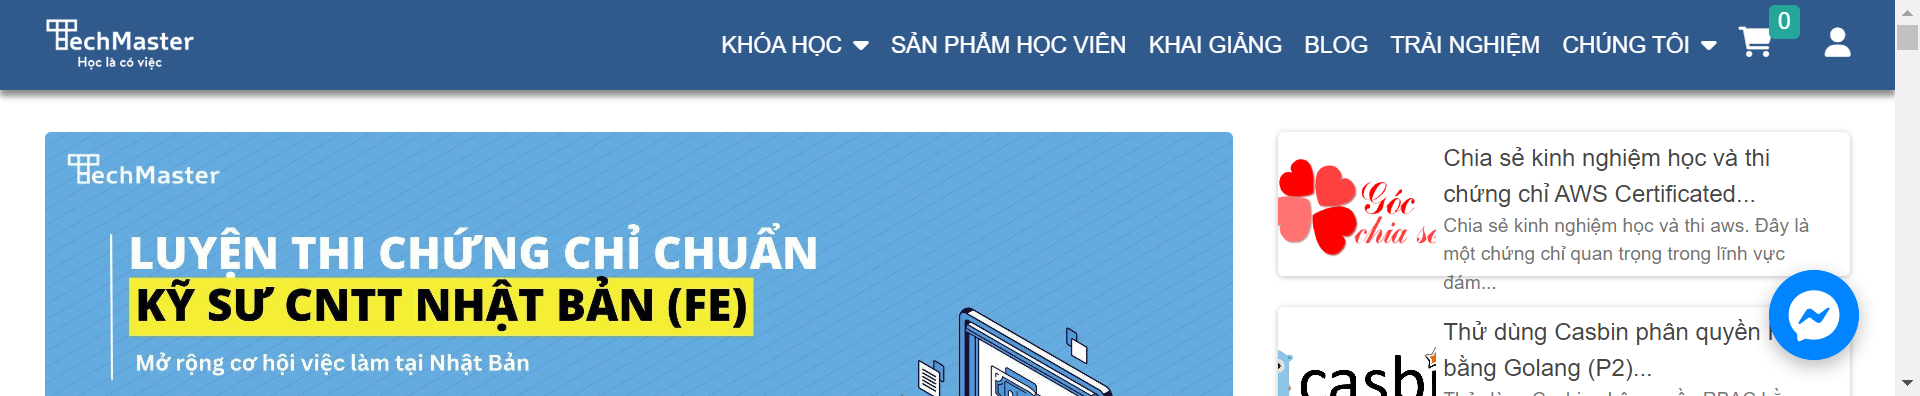 TechMaster
Học là có việc
KHÓA HỌC
SẢN PHẨM HỌC VIÊN
KHAI GIẢNG
BLOG
TRẢI NGHIỆM
CHÚNG TÔI
0
TechMaster
LUYỆN THI CHỨNG CHỈ CHUẨN
KỸ SƯ CNTT NHẬT BẢN (FE)
Mở rộng cơ hội việc làm tại Nhật Bản
Góc
chia sẻ
Chia sẻ kinh nghiệm học và thi
chứng chỉ AWS Certificated...
Chia sẻ kinh nghiệm học và thi aws. Đây là
một chứng chỉ quan trọng trong lĩnh vực
đám...
casbi
Thử dùng Casbin phân quyền
bằng Golang (P2)...